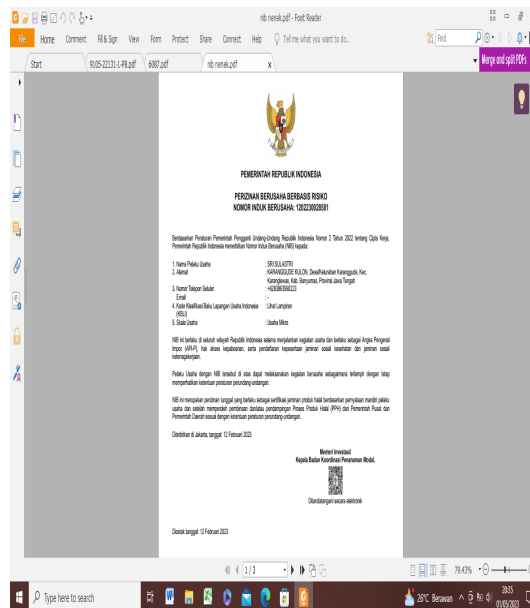 nib nenek.pdf - Foxit Reader
File Home Comment Fill & Sign View Form Protect Share Connect Help Tell me what you want to do... Find
Start 9105-22131-1-PB.pdf 6087.pdf nib nenek.pdf x Merge and split PDFs
PEMERINTAH REPUBLIK INDONESIA
PERIZINAN BERUSAHA BERBASIS RISIKO
NOMOR INDUK BERUSAHA: 1202230028581
Berdasarkan Peraturan Pemerintah Pengganti Undang-Undang Republik Indonesia Nomor 2 Tahun 2022 tentang Cipta Kerja,
Pemerintah Republik Indonesia menerbitkan Nomor Induk Berusaha (NIB) kepada:
1. Nama Pelaku Usaha : SRI SULASTRI
2. Alamat : KARANGGUDE KULON, Desa/Kelurahan Karanggude, Kec.
Karanglewas, Kab. Banyumas, Provinsi Jawa Tengah
3. Nomor Telepon Seluler
Email : -
4. Kode Klasifikasi Baku Lapangan Usaha Indonesia : Lihat Lampiran
(KBLI)
5. Skala Usaha : Usaha Mikro
NIB ini berlaku di seluruh wilayah Republik Indonesia selama menjalankan kegiatan usaha dan berlaku sebagai Angka Pengenal
Impor (API-P), hak akses kepabeanan, serta pendaftaran kepesertaan jaminan sosial kesehatan dan jaminan sosial
ketenagakerjaan.
Pelaku Usaha dengan NIB tersebut di atas dapat melaksanakan kegiatan berusaha sebagaimana terlampir dengan tetap
memperhatikan ketentuan peraturan perundang-undangan.
NIB ini merupakan perizinan tunggal yang berlaku sebagai sertifikasi jaminan produk halal berdasarkan pernyataan mandiri pelaku
usaha dan setelah memperoleh pembinaan dan/atau pendampingan Proses Produk Halal (PPH) dari Pemerintah Pusat dan
Pemerintah Daerah sesuai dengan ketentuan peraturan perundang-undangan.
Diterbitkan di Jakarta, tanggal: 12 Februari 2023
Menteri Investasi/
Kepala Badan Koordinasi Penanaman Modal,
Ditandatangani secara elektronik
Dicetak tanggal: 12 Februari 2023
1 / 3 79.43%
Type here to search 26°C Berawan 20:35